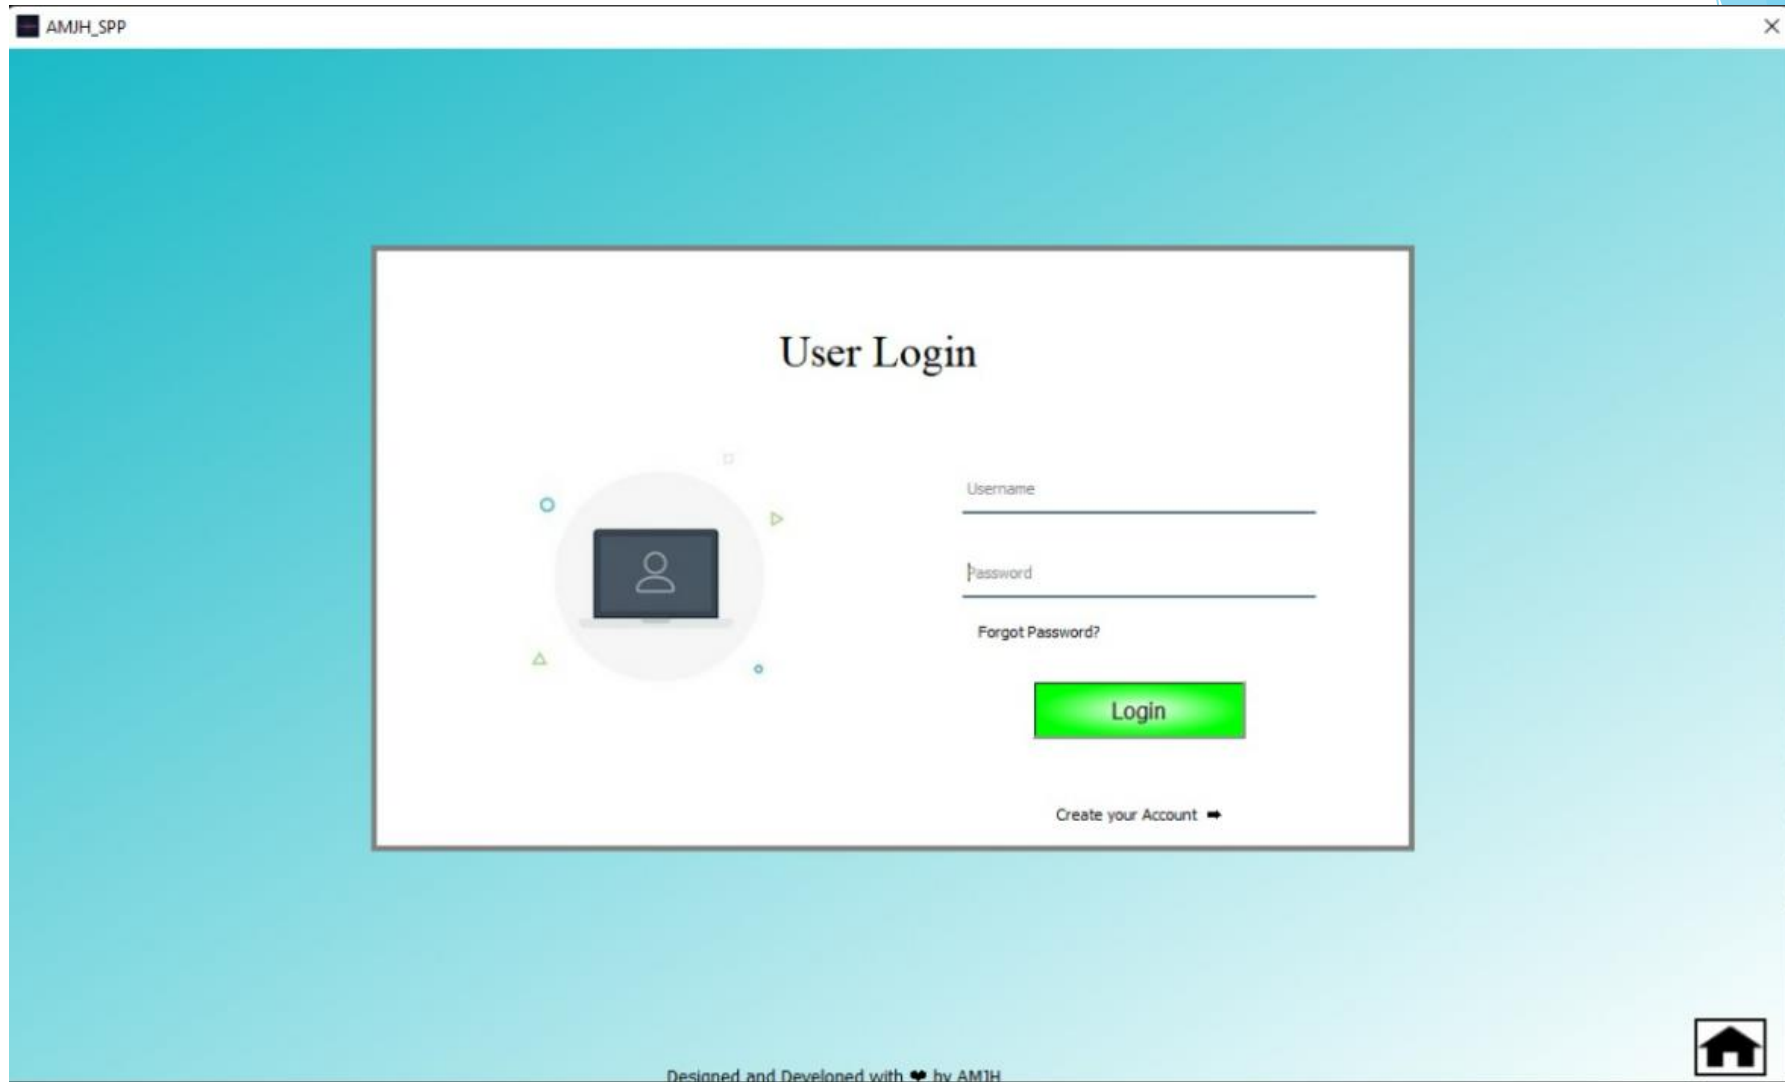 AMJH_SPP
User Login
Username
Password
Forgot Password?
Login
Create your Account ➡
Designed and Developed with ❤ by AMJH